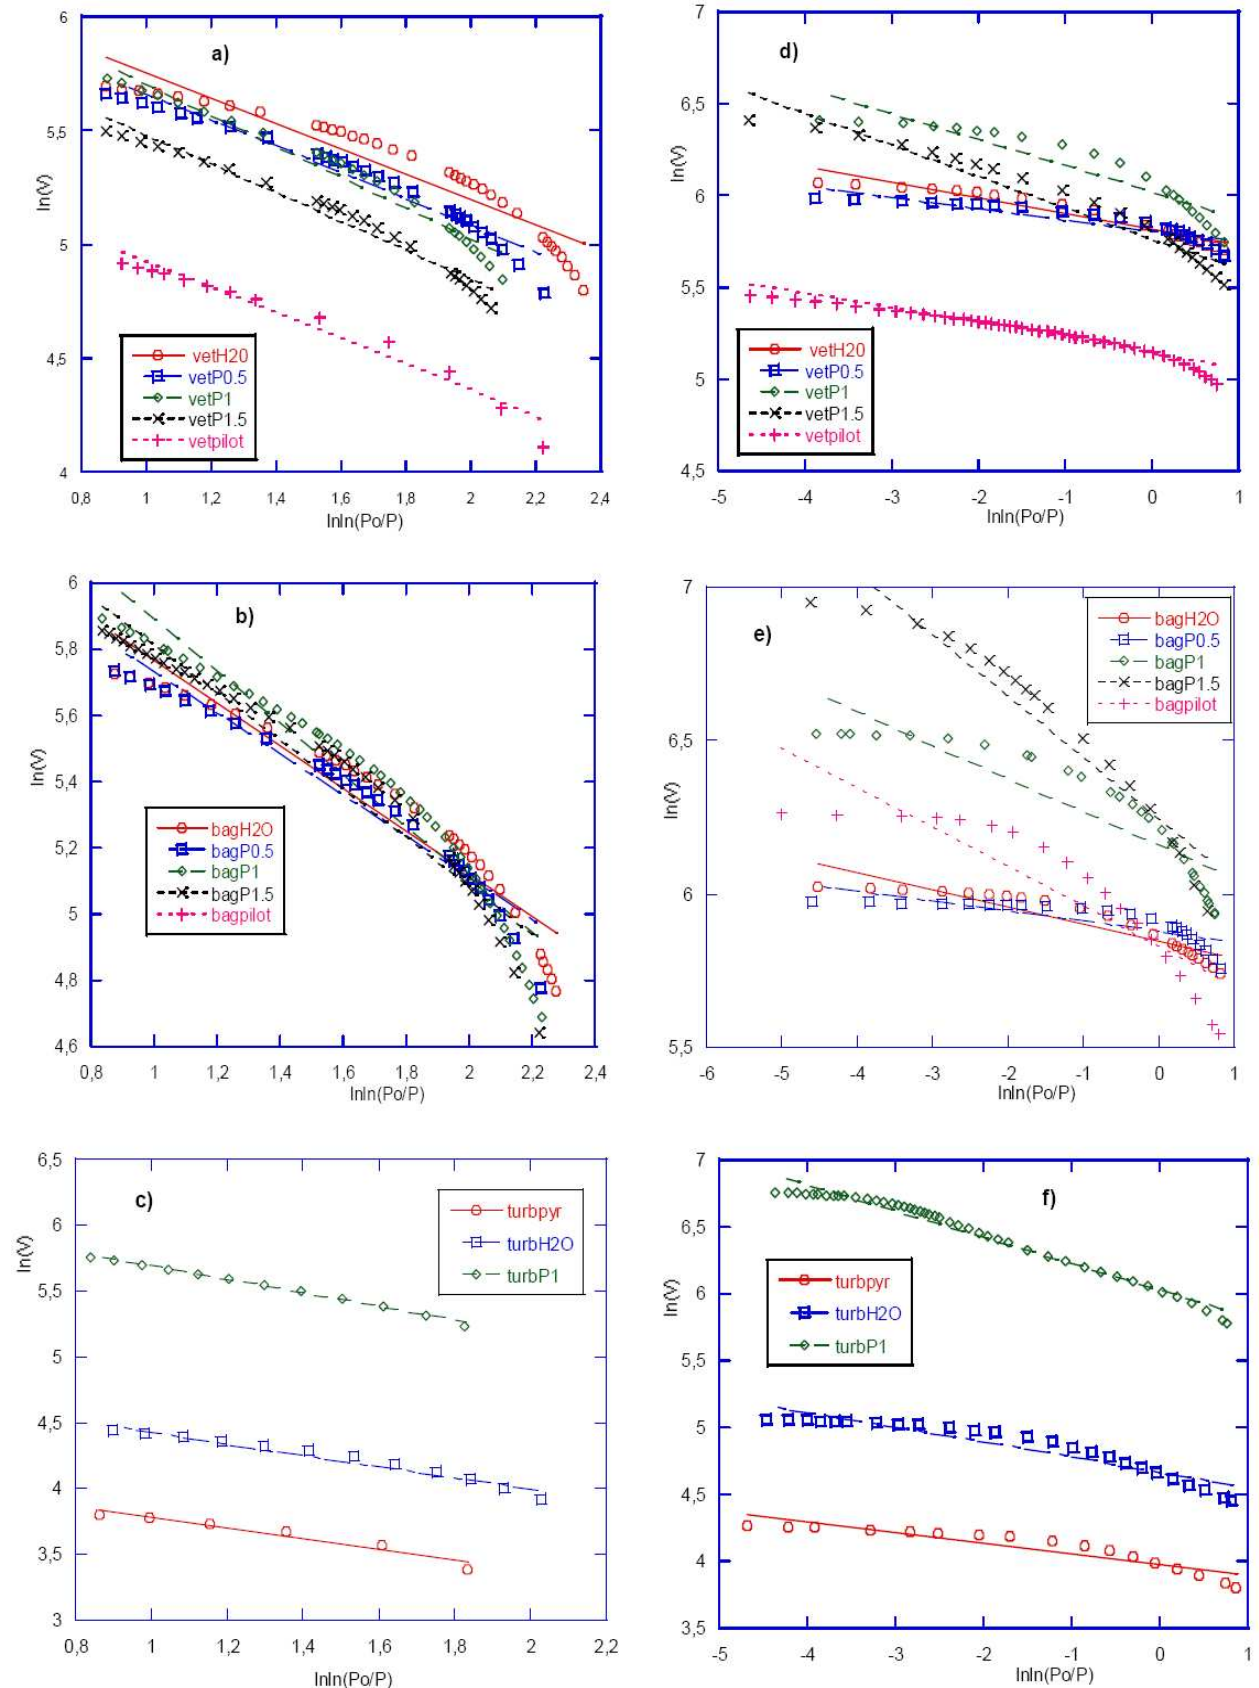 a)
6
5,5
5
4,5
4
ln(V)
vetH20
vetP0.5
vetP1
vetP1.5
vetpilot
0,8 1 1,2 1,4 1,6 1,8 2 2,2 2,4
lnln(Po/P)
d)
7
6,5
6
5,5
5
4,5
ln(V)
vetH20
vetP0.5
vetP1
vetP1.5
vetpilot
-5 -4 -3 -2 -1 0 1
lnln(Po/P)
b)
6
5,8
5,6
5,4
5,2
5
4,8
4,6
ln(V)
bagH2O
bagP0.5
bagP1
bagP1.5
bagpilot
0,8 1 1,2 1,4 1,6 1,8 2 2,2 2,4
lnln(Po/P)
e)
7
6,5
6
5,5
ln(V)
bagH2O
bagP0.5
bagP1
bagP1.5
bagpilot
-6 -5 -4 -3 -2 -1 0 1
lnln(Po/P)
c)
6,5
6
5,5
5
4,5
4
3,5
3
ln(V)
turbpyr
turbH2O
turbP1
0,8 1 1,2 1,4 1,6 1,8 2 2,2
lnln(Po/P)
f)
7
6,5
6
5,5
5
4,5
4
3,5
ln(V)
turbpyr
turbH2O
turbP1
-5 -4 -3 -2 -1 0 1
lnln(Po/P)